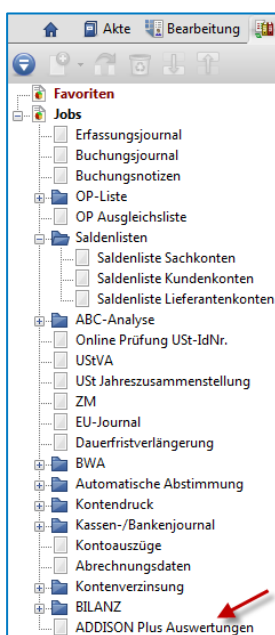 Akte Bearbeitung
Favoriten
Jobs
Erfassungsjournal
Buchungsjournal
Buchungsnotizen
OP-Liste
OP Ausgleichsliste
Saldenlisten
Saldenliste Sachkonten
Saldenliste Kundenkonten
Saldenliste Lieferantenkonten
ABC-Analyse
Online Prüfung USt-IdNr.
UStVA
USt Jahreszusammenstellung
ZM
EU-Journal
Dauerfristverlängerung
BWA
Automatische Abstimmung
Kontendruck
Kassen-/Bankenjournal
Kontoauszüge
Abrechnungsdaten
Kontenverzinsung
BILANZ
ADDISON Plus Auswertungen